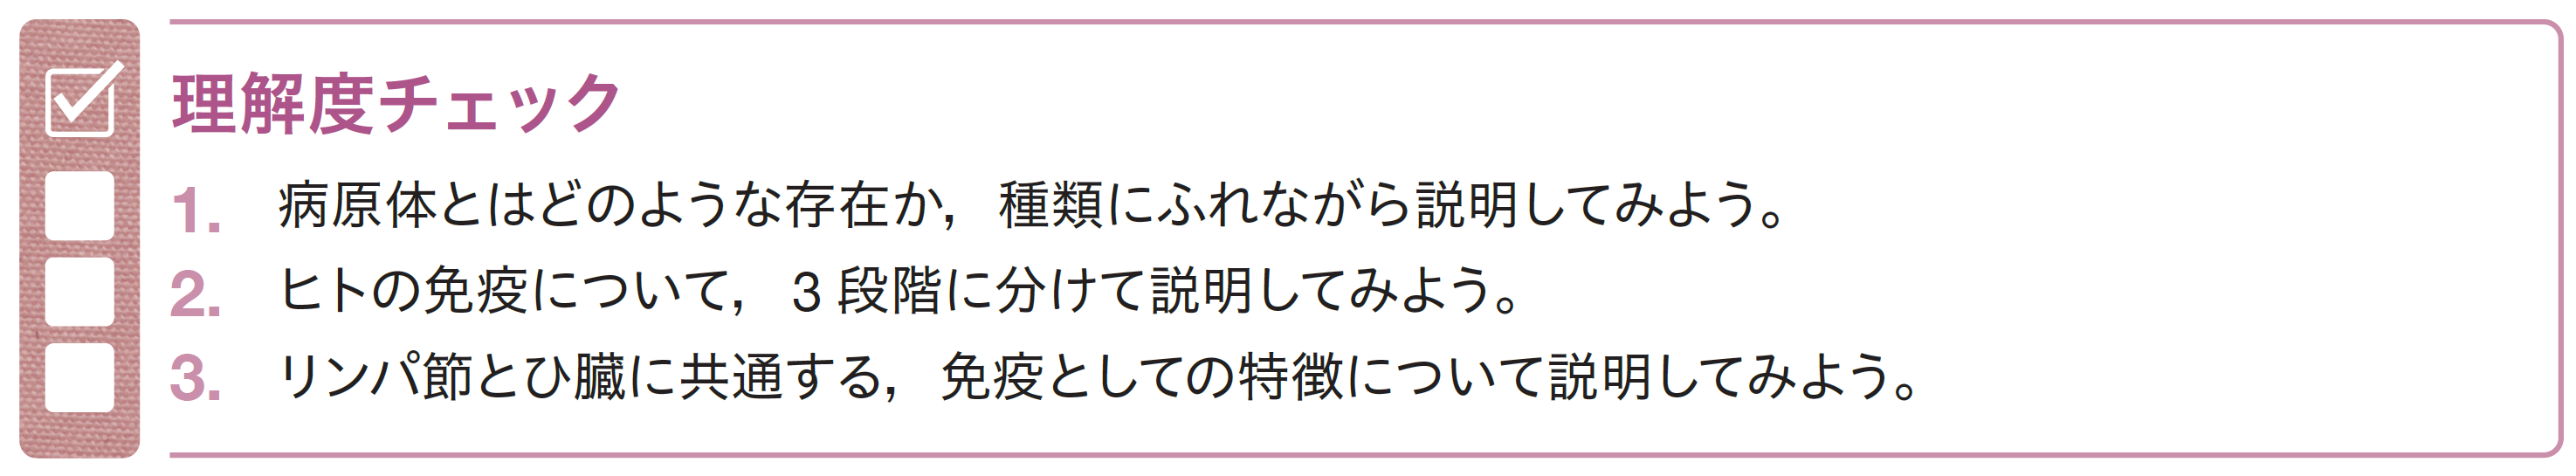 理解度チェック
1. 病原体とはどのような存在か，種類にふれながら説明してみよう。
2. ヒトの免疫について，3段階に分けて説明してみよう。
3. リンパ節とひ臓に共通する，免疫としての特徴について説明してみよう。